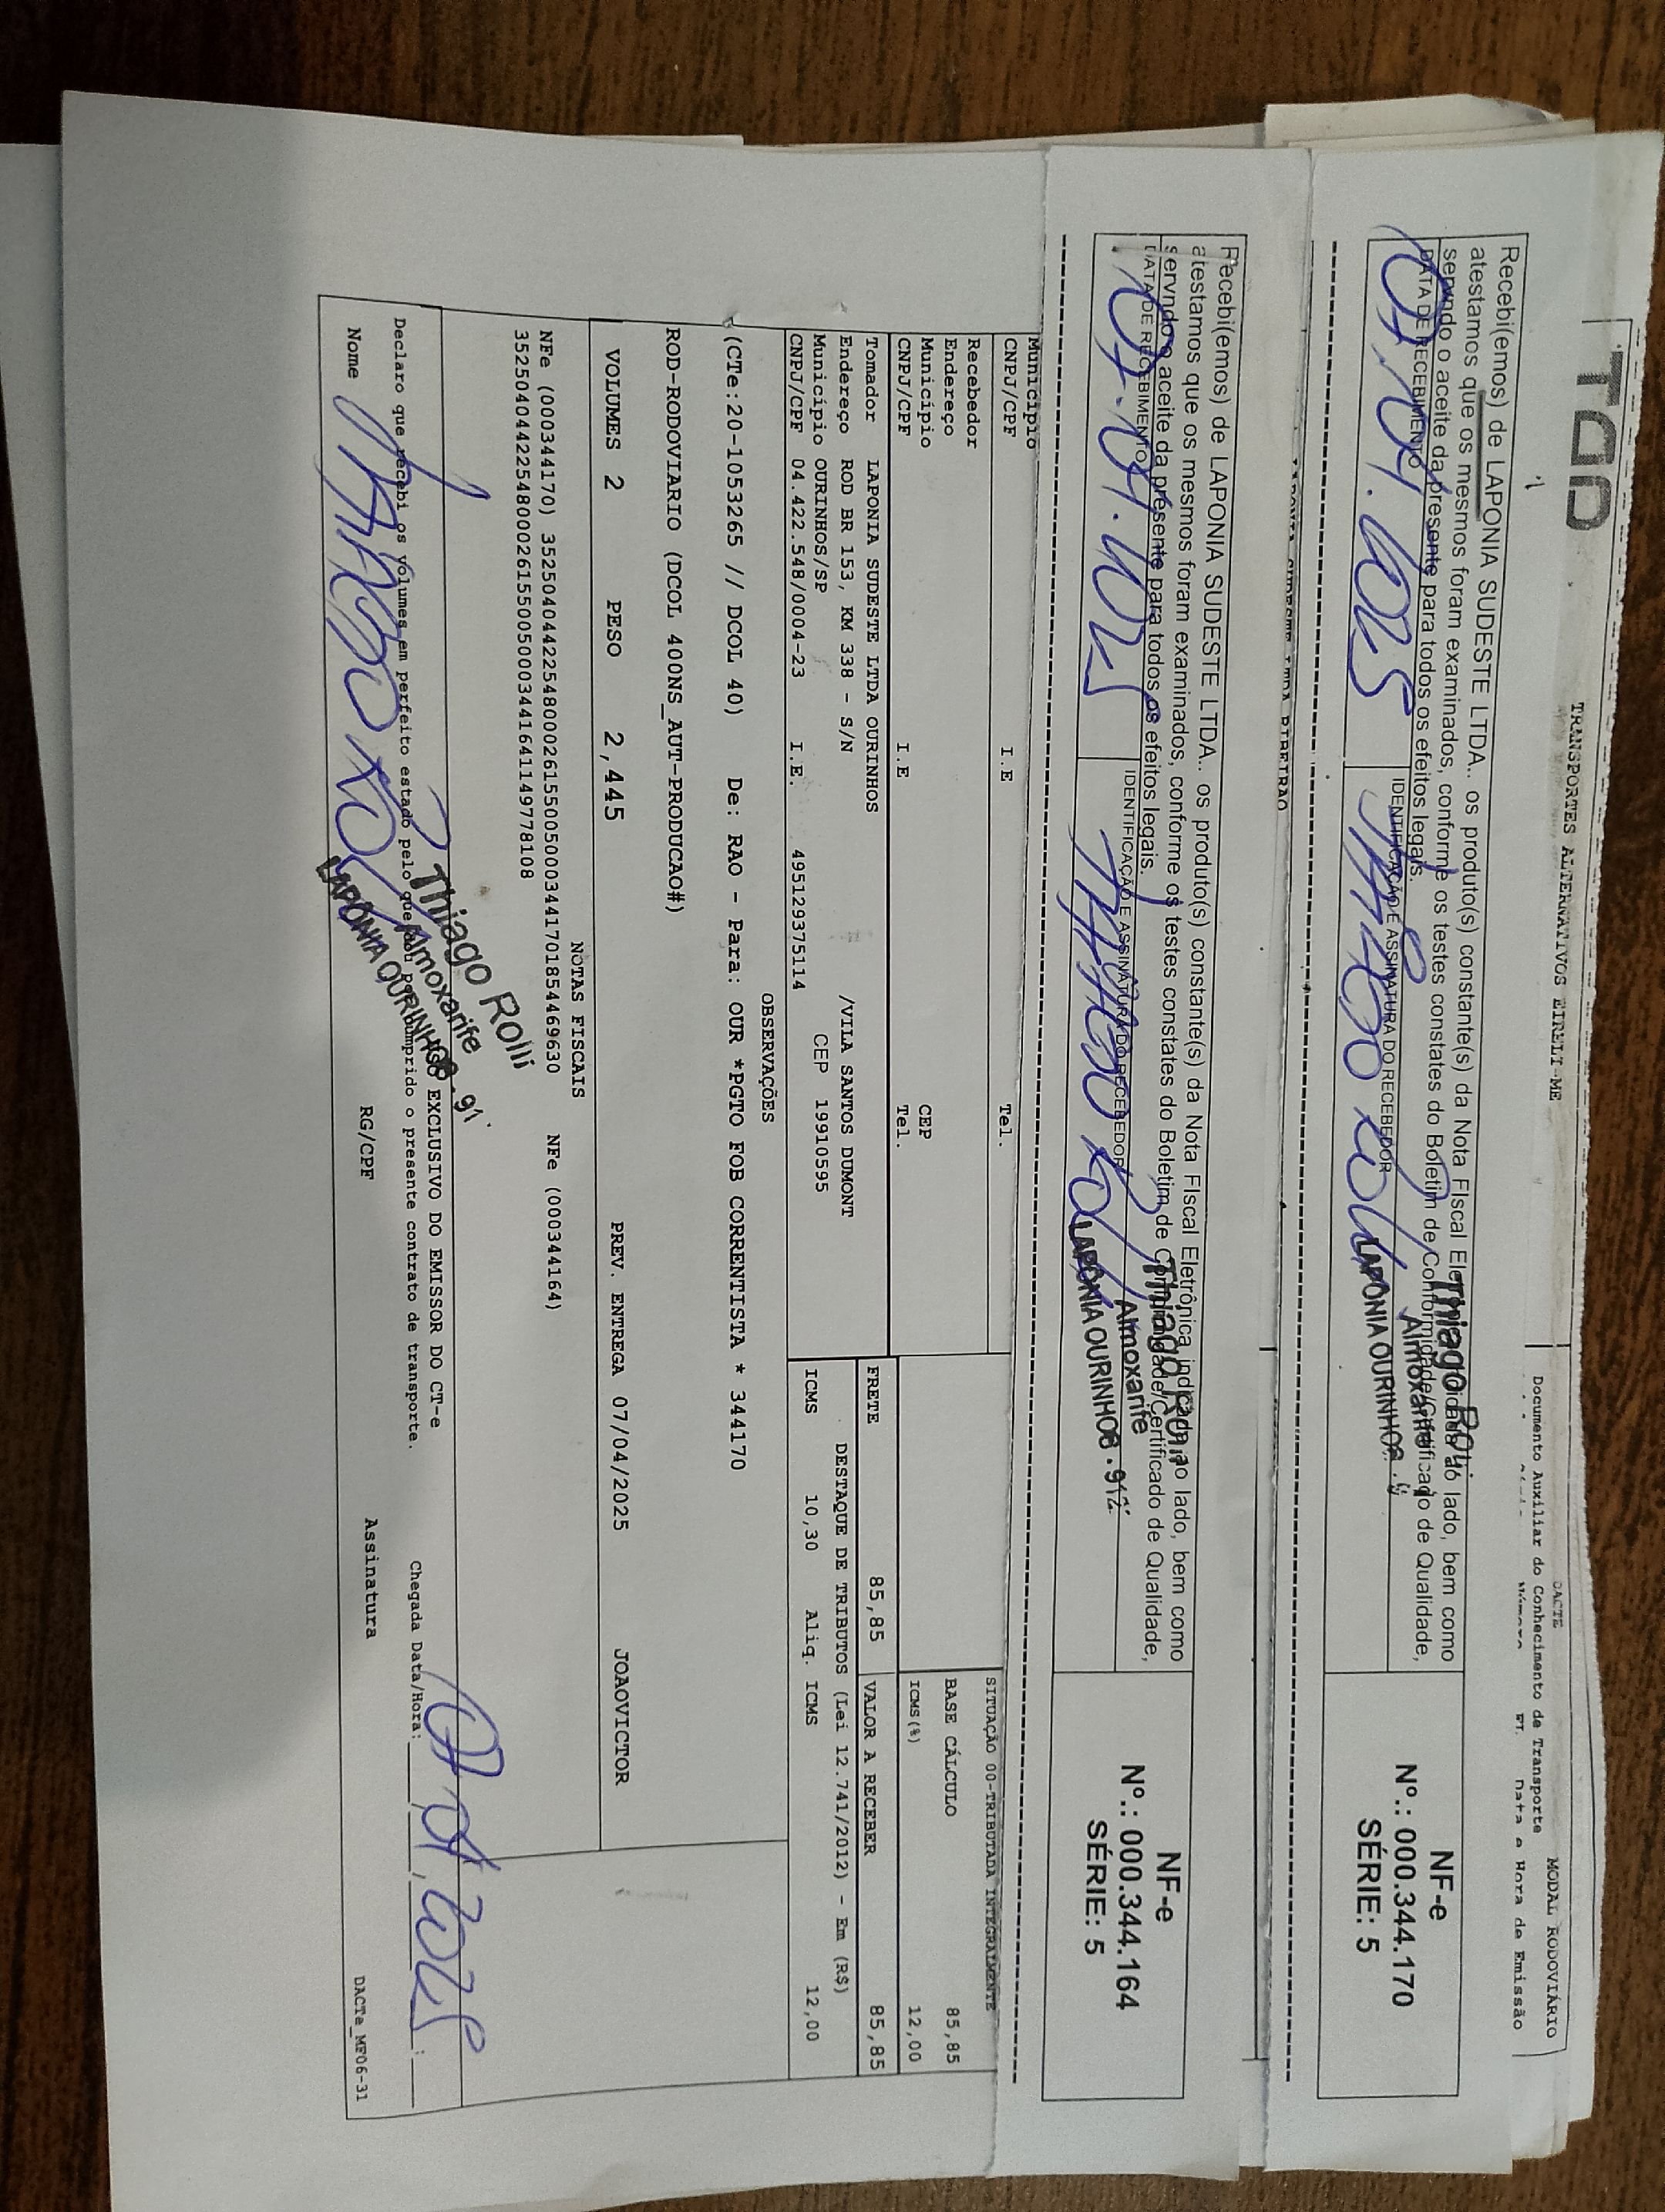 TRANSPORTES ALTERNATIVOS EIRELI-ME
DACTE
Documento Auxiliar do Conhecimento de Transporte
MODAL RODOVIÁRIO
Data e Hora de Emissão
Recebi(emos) de LAPONIA SUDESTE LTDA.. os produto(s) constante(s) da Nota FIscal Eletrônica indicada ao lado, bem como
atestamos que os mesmos foram examinados, conforme os testes constates do Boletim de Conformidade/Certificado de Qualidade,
servndo o aceite da presente para todos os efeitos legais.
DATA DE RECEBIMENTO
IDENTIFICAÇÃO E ASSINATURA DO RECEBEDOR
Thiago Rolli
Almoxarife
LAPÔNIA OURINHOS
NF-e
Nº.: 000.344.170
SÉRIE: 5
Recebi(emos) de LAPONIA SUDESTE LTDA.. os produto(s) constante(s) da Nota FIscal Eletrônica indicada ao lado, bem como
atestamos que os mesmos foram examinados, conforme os testes constates do Boletim de Conformidade/Certificado de Qualidade,
servndo o aceite da presente para todos os efeitos legais.
DATA DE RECEBIMENTO
IDENTIFICAÇÃO E ASSINATURA DO RECEBEDOR
Thiago Rolli
Almoxarife
LAPÔNIA OURINHOS
NF-e
Nº.: 000.344.164
SÉRIE: 5
Município
CNPJ/CPF I.E Tel.
Recebedor
Endereço
Município CEP
CNPJ/CPF I.E Tel.
SITUAÇÃO 00-TRIBUTADA INTEGRALMENTE
BASE CÁLCULO 85,85
ICMS(%) 12,00
Tomador LAPONIA SUDESTE LTDA OURINHOS
Endereço ROD BR 153, KM 338 - S/N /VILA SANTOS DUMONT
Município OURINHOS/SP CEP 19910595
CNPJ/CPF 04.422.548/0004-23 I.E. 495129375114
FRETE 85,85 VALOR A RECEBER 85,85
DESTAQUE DE TRIBUTOS (Lei 12.741/2012) - Em (R$)
ICMS 10,30 Aliq. ICMS 12,00
OBSERVAÇÕES
(CTe:20-1053265 // DCOL 40) De: RAO - Para: OUR *PGTO FOB CORRENTISTA * 344170
ROD-RODOVIARIO (DCOL 400NS_AUT-PRODUCAO#)
VOLUMES 2 PESO 2,445 PREV. ENTREGA 07/04/2025 JOAOVICTOR
NOTAS FISCAIS
NFe (000344170) 35250404422548000261550050003441701854469630 NFe (000344164)
35250404422548000261550050003441641149778108
Thiago Rolli
Almoxarife
LAPÔNIA OURINHOS
USO EXCLUSIVO DO EMISSOR DO CT-e
Declaro que recebi os volumes em perfeito estado pelo que dou por cumprido o presente contrato de transporte.
Chegada Data/Hora:
Nome RG/CPF Assinatura
DACTe_MF06-31